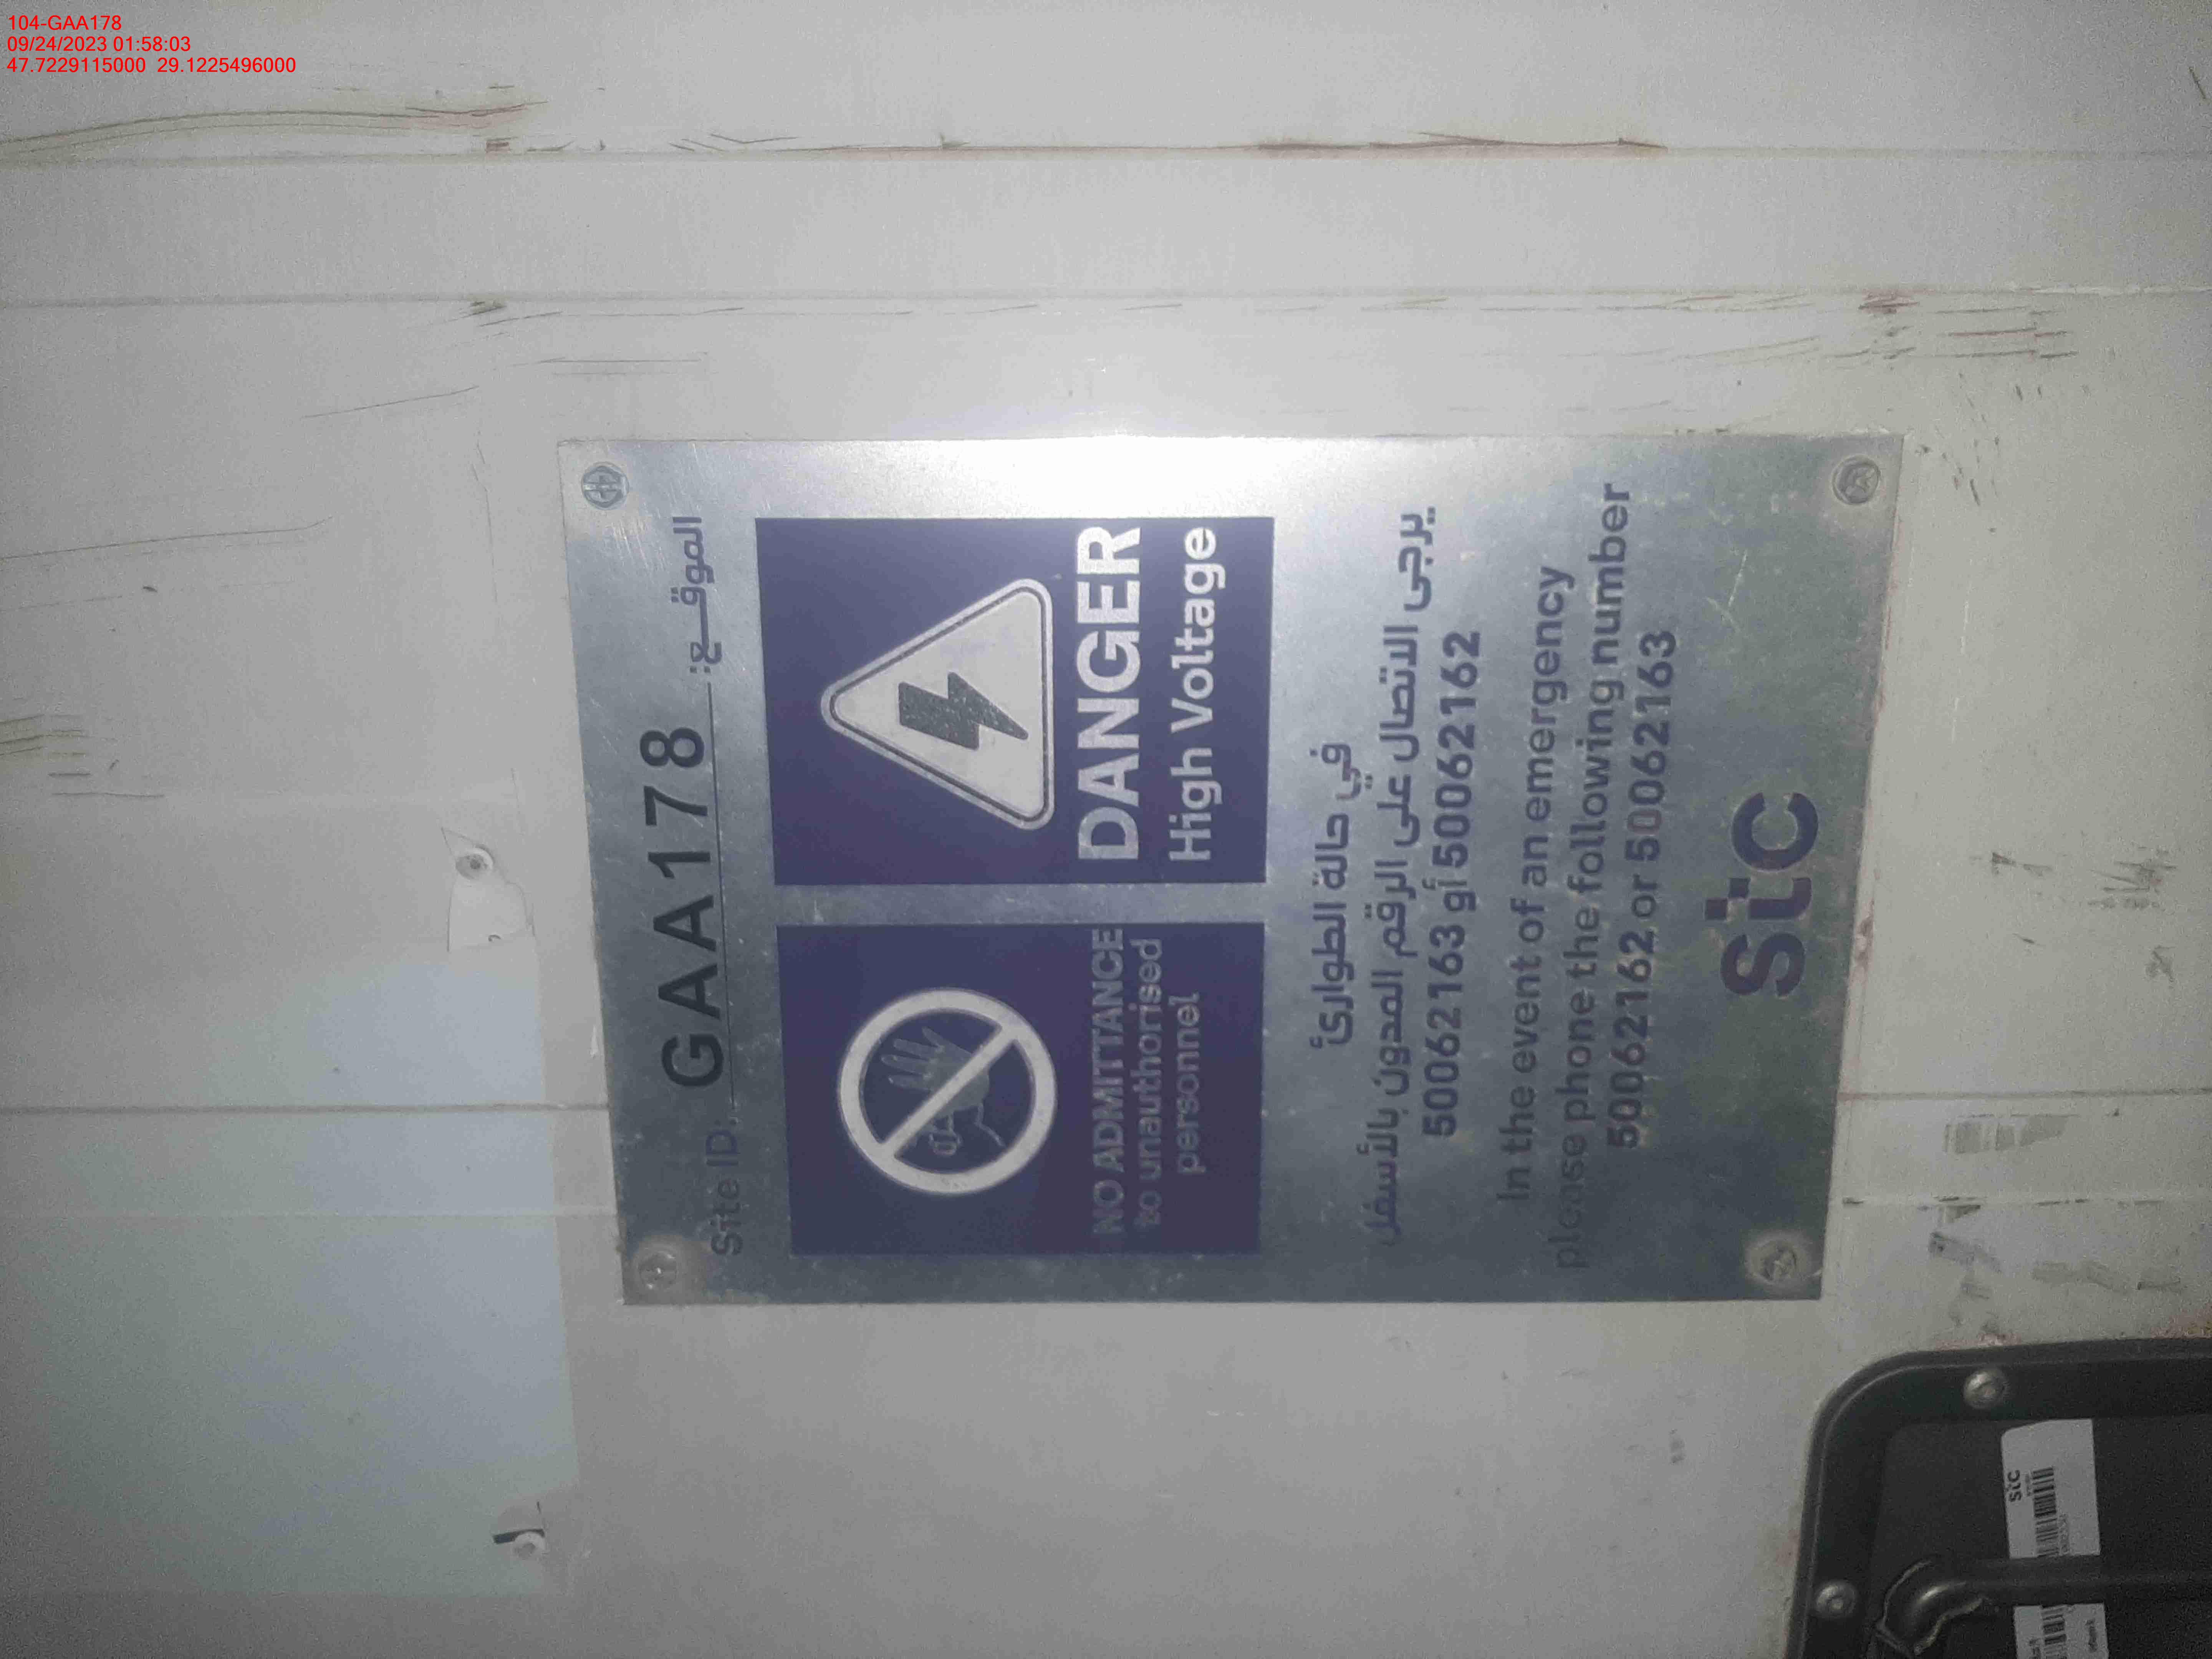 104-GAA178
09/24/2023 01:58:03
47.7229115000 29.1225496000
Site ID: GAA178 الموقـــع:
NO ADMITTANCE
to unauthorised
personnel
DANGER
High Voltage
في حالة الطوارئ
يرجى الاتصال على الرقم المدون بالأسفل
50062163 أو 50062162
In the event of an emergency
please phone the following number
50062162 or 50062163
stc
stc